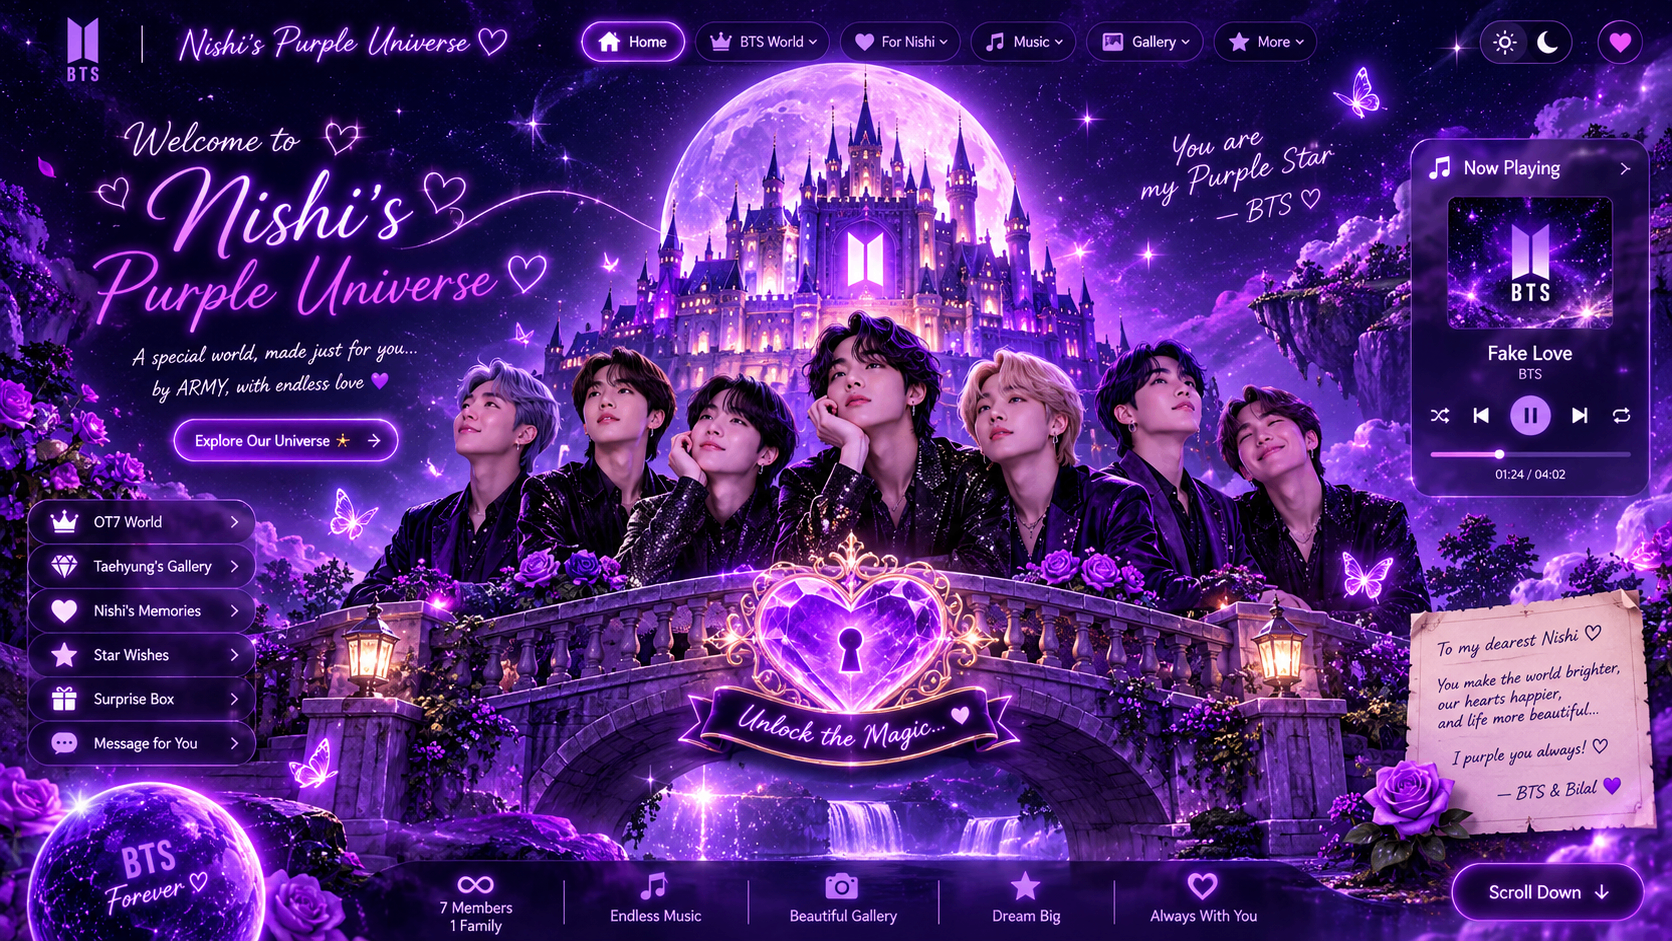 BTS
Nishi's Purple Universe
Home
BTS World
For Nishi
Music
Gallery
More
Welcome to
Nishi's
Purple Universe
A special world, made just for you...
by ARMY, with endless love
Explore Our Universe
You are
my Purple Star
— BTS
Now Playing
BTS
Fake Love
BTS
01:24 / 04:02
OT7 World
Taehyung's Gallery
Nishi's Memories
Star Wishes
Surprise Box
Message for You
Unlock the Magic...
To my dearest Nishi
You make the world brighter,
our hearts happier,
and life more beautiful...
I purple you always!
— BTS & Bilal
BTS
Forever
7 Members
1 Family
Endless Music
Beautiful Gallery
Dream Big
Always With You
Scroll Down